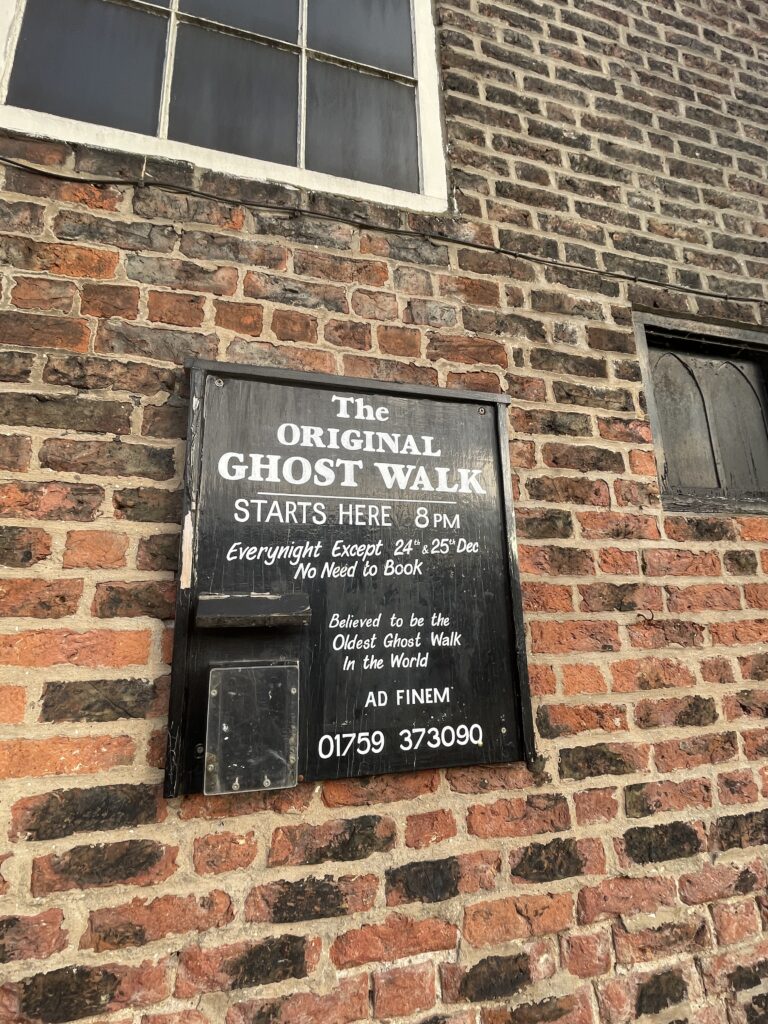 The
ORIGINAL
GHOST WALK
STARTS HERE 8PM
Everynight Except 24th & 25th Dec
No Need to Book
Believed to be the
Oldest Ghost Walk
In the World
AD FINEM
01759 373090